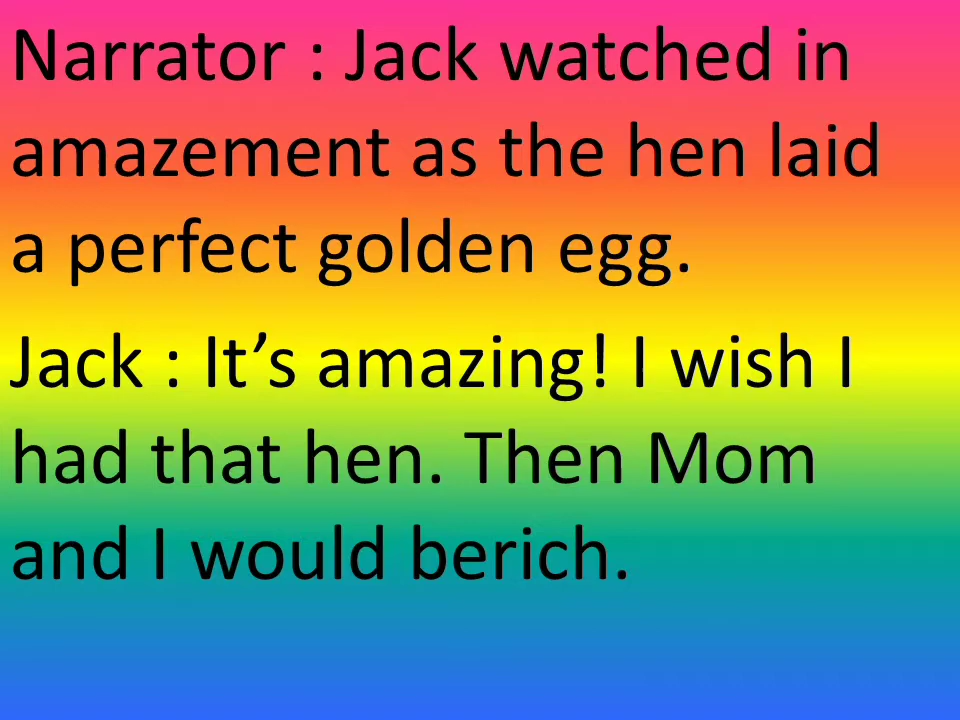 Narrator : Jack watched in
amazement as the hen laid
a perfect golden egg.
Jack : It’s amazing! I wish I
had that hen. Then Mom
and I would berich.